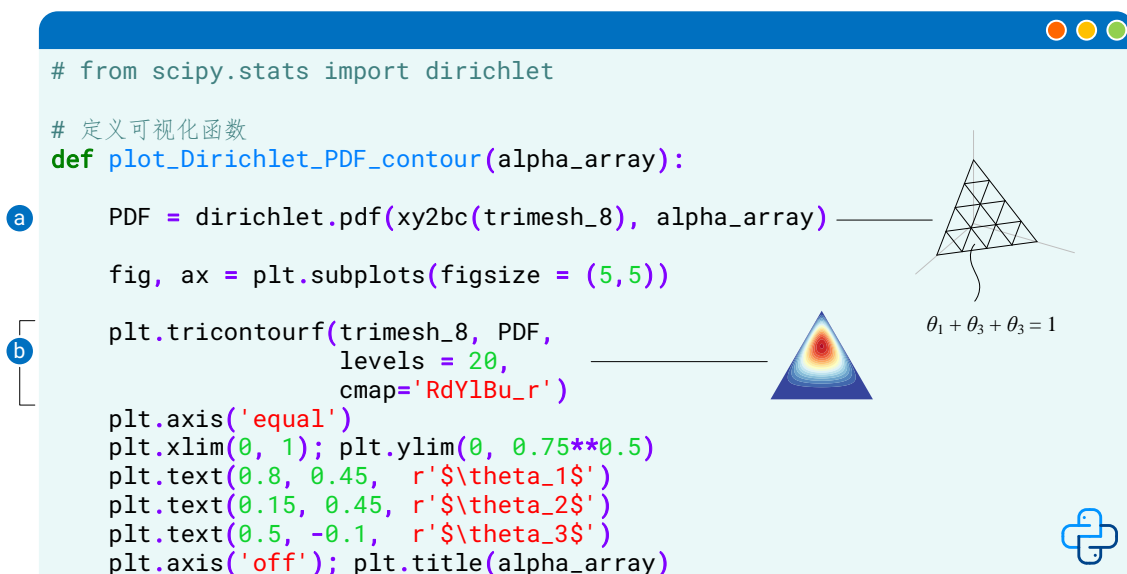 # from scipy.stats import dirichlet
# 定义可视化函数
def plot_Dirichlet_PDF_contour(alpha_array):
a
PDF = dirichlet.pdf(xy2bc(trimesh_8), alpha_array)
fig, ax = plt.subplots(figsize = (5,5))
θ1 + θ3 + θ3 = 1
b
plt.tricontourf(trimesh_8, PDF,
levels = 20,
cmap='RdYlBu_r')
plt.axis('equal')
plt.xlim(0, 1); plt.ylim(0, 0.75**0.5)
plt.text(0.8, 0.45,  r'$\theta_1$')
plt.text(0.15, 0.45, r'$\theta_2$')
plt.text(0.5, -0.1,  r'$\theta_3$')
plt.axis('off'); plt.title(alpha_array)